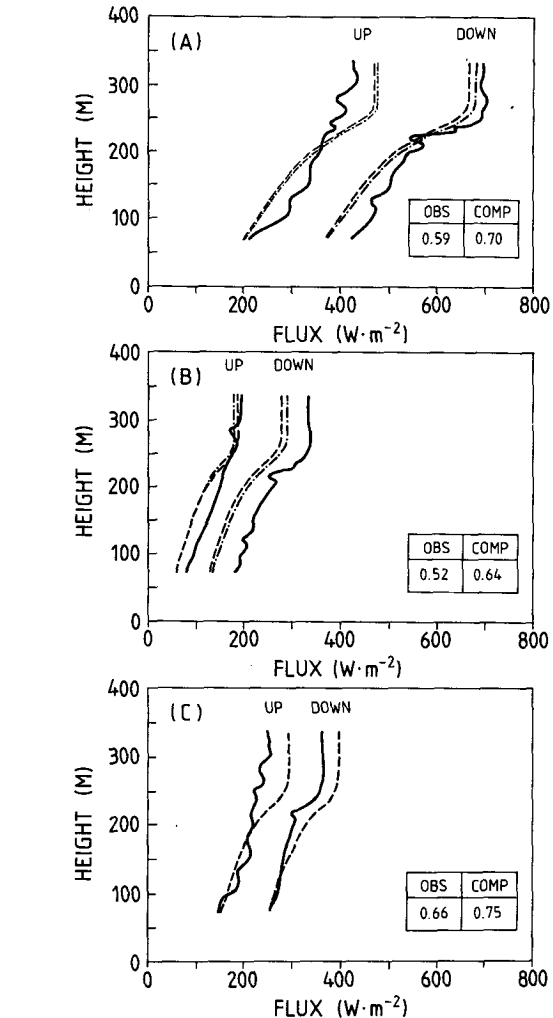 400
(A) UP DOWN
300
HEIGHT (M)
200
OBS COMP
100
0.59 0.70
0
0 200 400 600 800
FLUX (W·m⁻²)
400
(B) UP DOWN
300
HEIGHT (M)
200
OBS COMP
100
0.52 0.64
0
0 200 400 600 800
FLUX (W·m⁻²)
400
(C) UP DOWN
300
HEIGHT (M)
200
OBS COMP
100
0.66 0.75
0
0 200 400 600 800
FLUX (W·m⁻²)